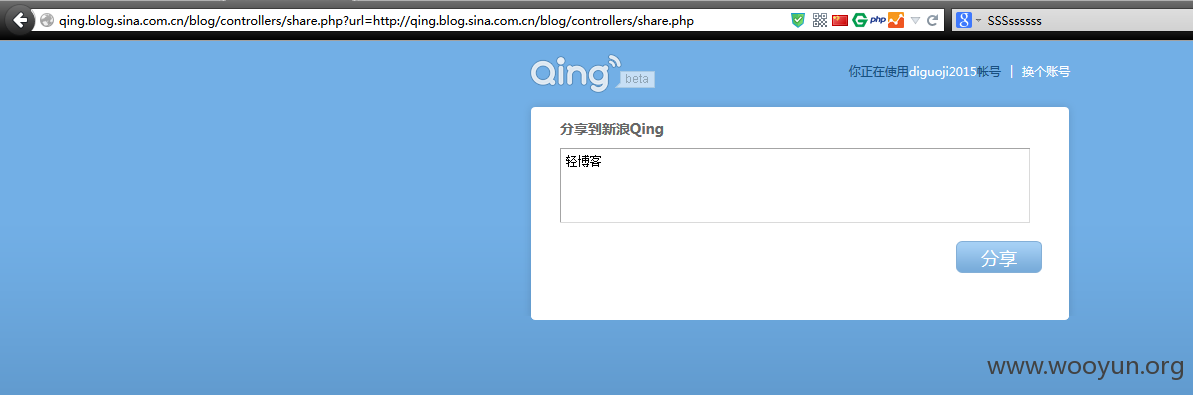 qing.blog.sina.com.cn/blog/controllers/share.php?url=http://qing.blog.sina.com.cn/blog/controllers/share.php
php
8
SSSsssss
Qing beta
你正在使用diguoji2015帐号 | 换个账号
分享到新浪Qing
轻博客
分享
www.wooyun.org